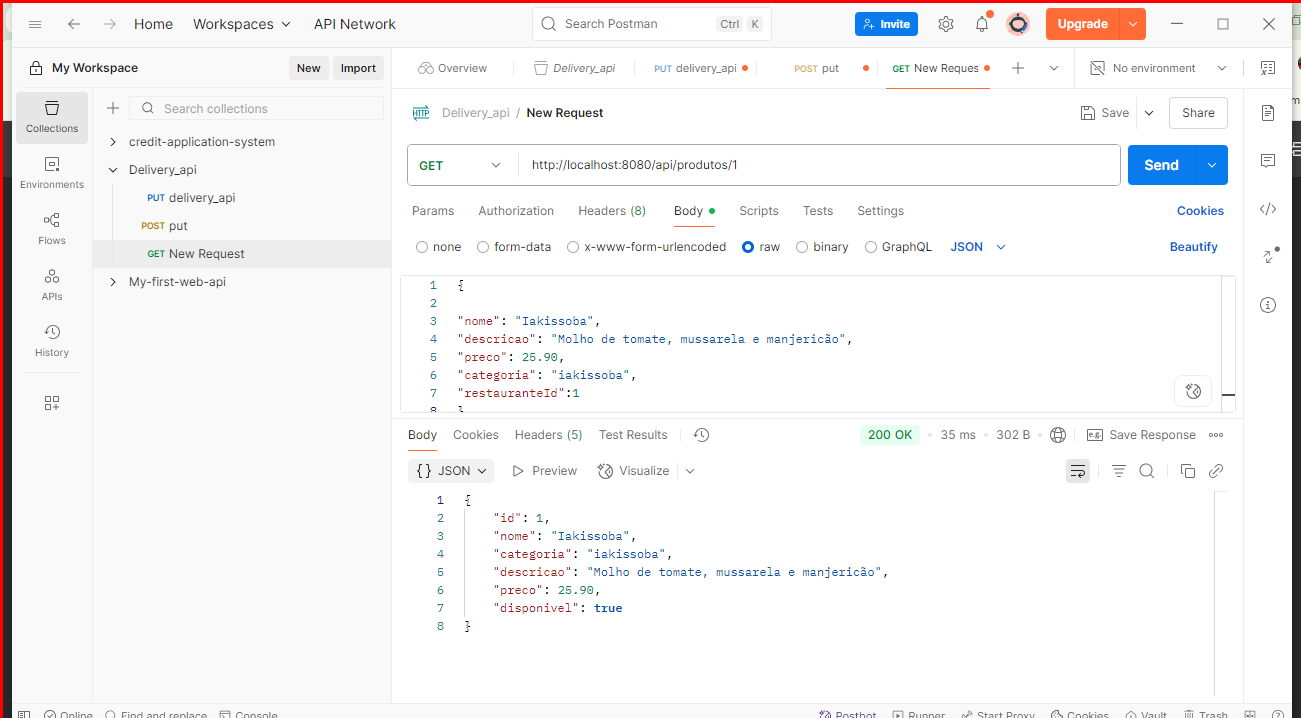 Home Workspaces API Network Search Postman Ctrl K Invite Upgrade
My Workspace New Import Overview Delivery_api PUT delivery_api POST put GET New Reques No environment
Collections
Environments
Flows
APIs
History
Search collections
credit-application-system
Delivery_api
PUT delivery_api
POST put
GET New Request
My-first-web-api
HTTP Delivery_api / New Request Save Share
GET http://localhost:8080/api/produtos/1 Send
Params Authorization Headers (8) Body Scripts Tests Settings Cookies
none form-data x-www-form-urlencoded raw binary GraphQL JSON Beautify
1 {
2
3 "nome": "Iakissoba",
4 "descricao": "Molho de tomate, mussarela e manjericão",
5 "preco": 25.90,
6 "categoria": "iakissoba",
7 "restauranteId":1
8 }
Body Cookies Headers (5) Test Results 200 OK 35 ms 302 B e.g. Save Response
{} JSON Preview Visualize
1 {
2 "id": 1,
3 "nome": "Iakissoba",
4 "categoria": "iakissoba",
5 "descricao": "Molho de tomate, mussarela e manjericão",
6 "preco": 25.90,
7 "disponivel": true
8 }
Online Find and replace Console Postbot Runner Start Proxy Cookies Vault Trash